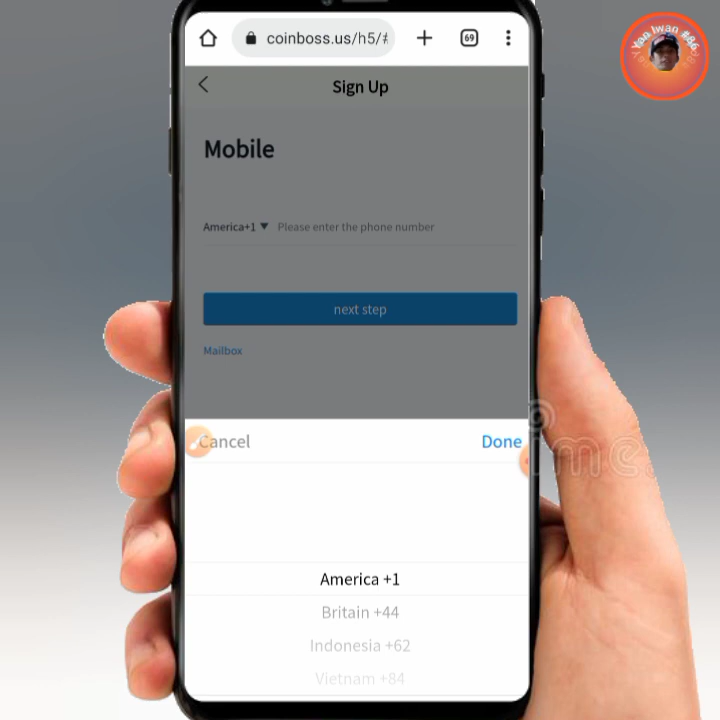 Yan Iwan #86
coinboss.us/h5/#
69
Sign Up
Mobile
America+1 ▼ Please enter the phone number
next step
Mailbox
Cancel
Done
America +1
Britain +44
Indonesia +62
Vietnam +84